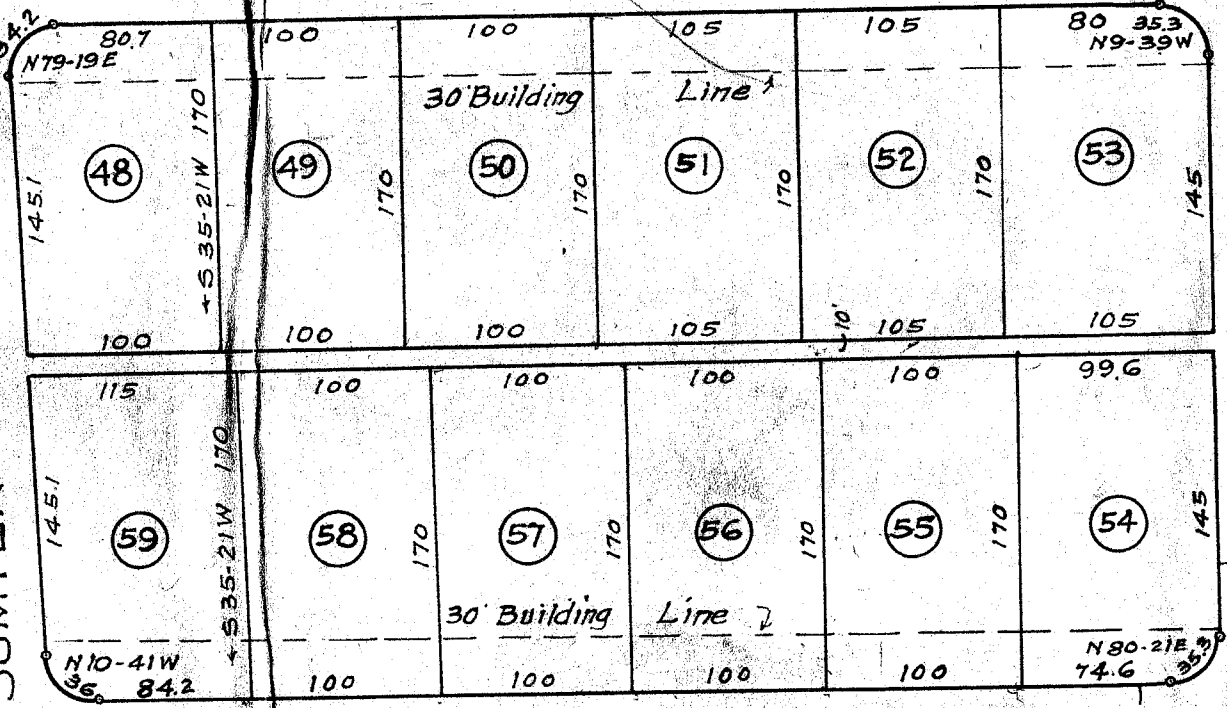 80.7 100 100 105 105 80 35.3
N79-19E N9-39W
30' Building Line
48 49 50 51 52 53
145.1 S35-21W 170 170 170 170 170 145
100 100 100 105 105 105
10'
115 100 100 100 100 99.6
145.1 S35-21W 170 170 170 170 170 145
59 58 57 56 55 54
30' Building Line
N10-41W N80-21E
36 84.2 100 100 100 100 74.6 35.3